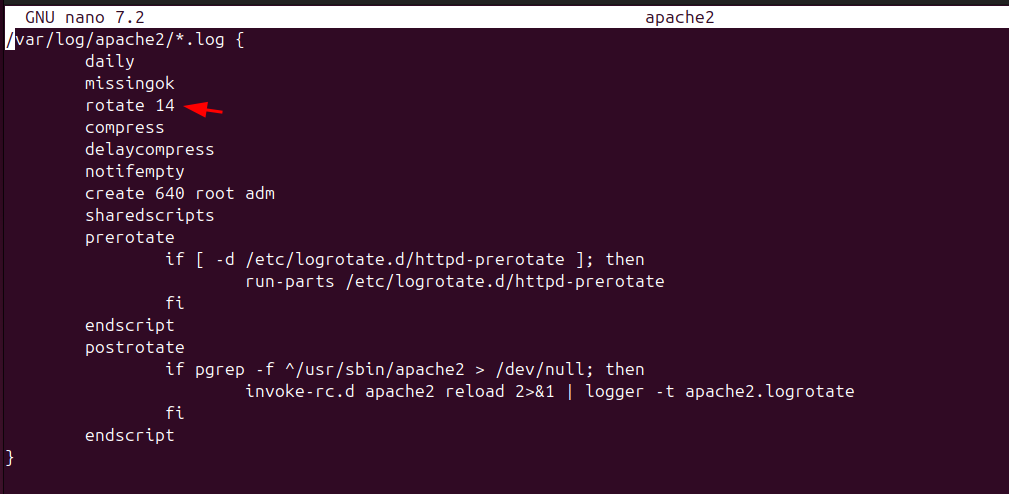 GNU nano 7.2 apache2
/var/log/apache2/*.log {
        daily
        missingok
        rotate 14
        compress
        delaycompress
        notifempty
        create 640 root adm
        sharedscripts
        prerotate
                if [ -d /etc/logrotate.d/httpd-prerotate ]; then
                        run-parts /etc/logrotate.d/httpd-prerotate
                fi
        endscript
        postrotate
                if pgrep -f ^/usr/sbin/apache2 > /dev/null; then
                        invoke-rc.d apache2 reload 2>&1 | logger -t apache2.logrotate
                fi
        endscript
}